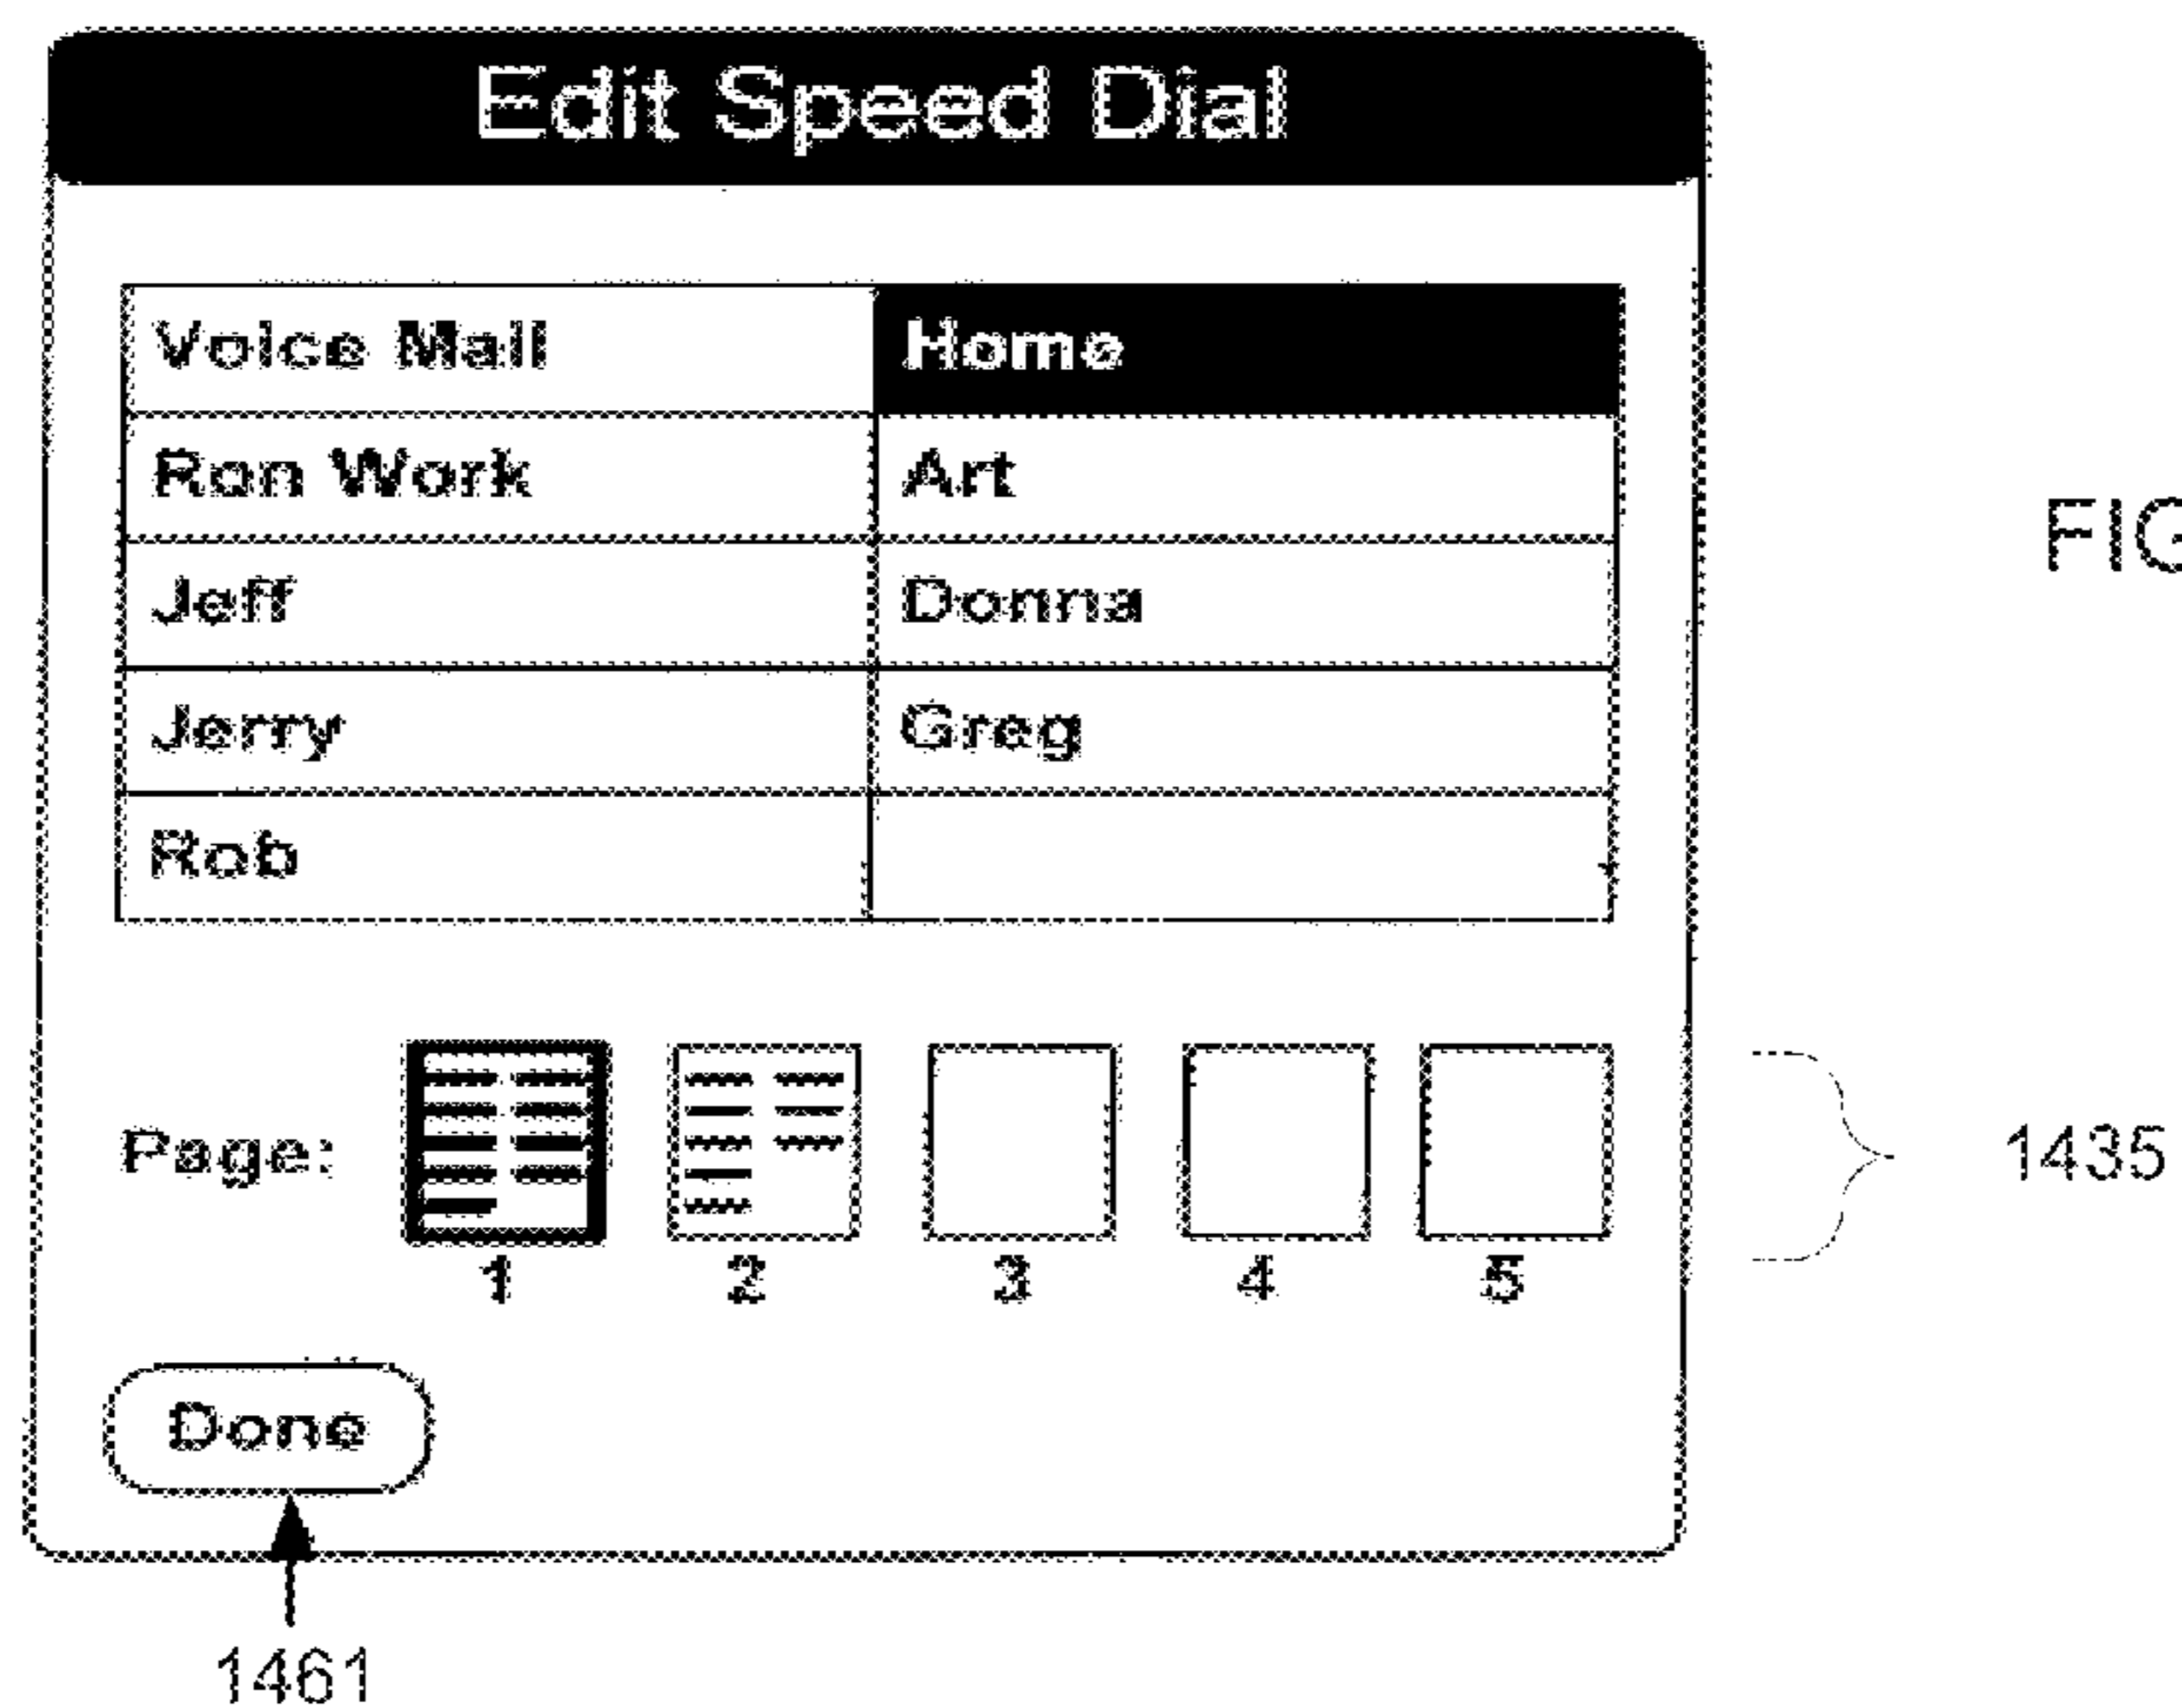 Edit Speed Dial
Voice Mail Home
Ron Work Art
Jeff Donna
Jerry Greg
Rob
FIG
Page:
1435
1 2 3 4 5
Done
1461